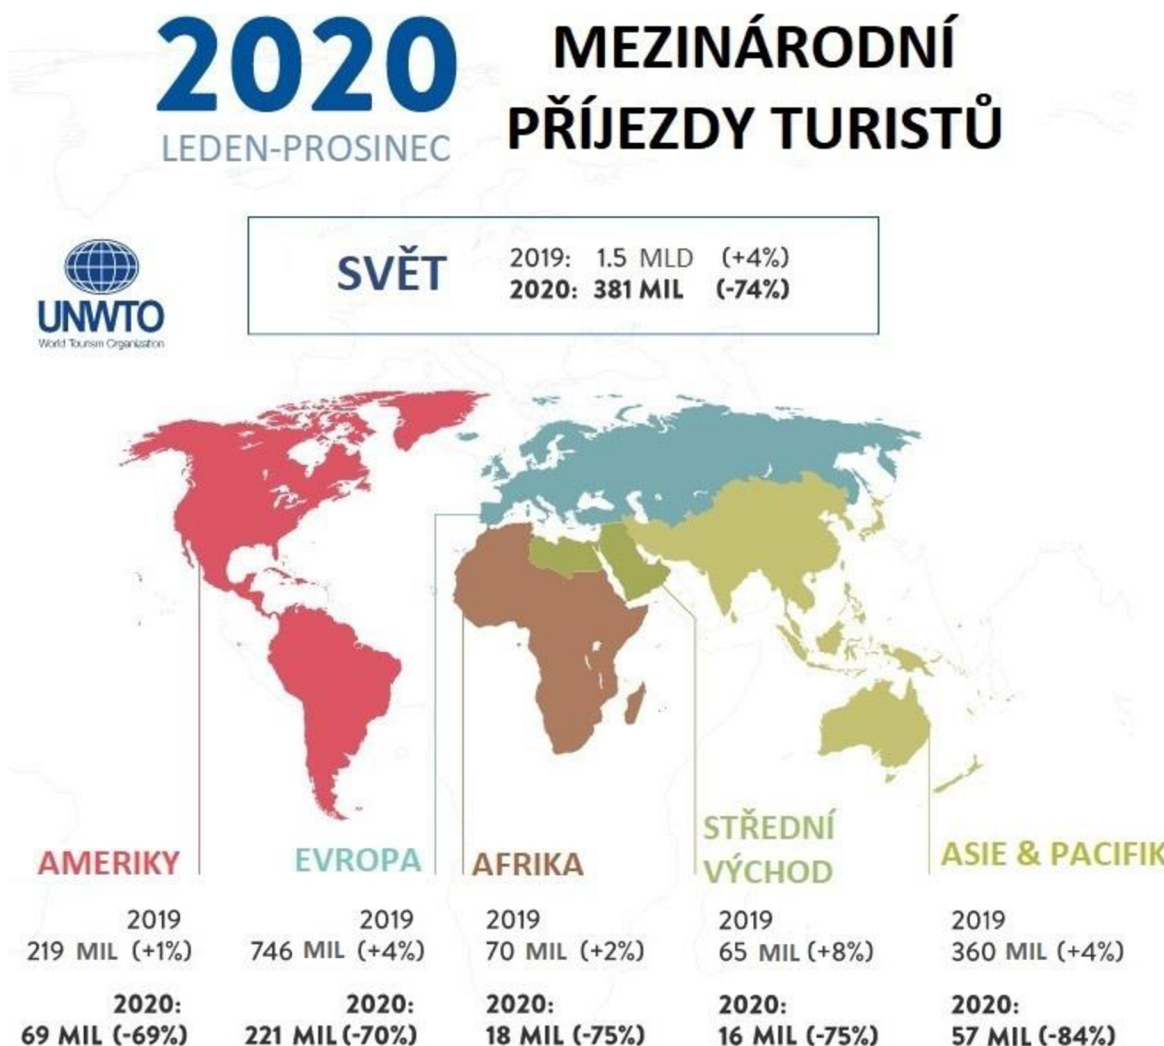 2020
LEDEN-PROSINEC
MEZINÁRODNÍ
PŘÍJEZDY TURISTŮ
UNWTO
World Tourism Organization
SVĚT
2019: 1.5 MLD (+4%)
2020: 381 MIL (-74%)
AMERIKY
2019
219 MIL (+1%)
2020:
69 MIL (-69%)
EVROPA
2019
746 MIL (+4%)
2020:
221 MIL (-70%)
AFRIKA
2019
70 MIL (+2%)
2020:
18 MIL (-75%)
STŘEDNÍ
VÝCHOD
2019
65 MIL (+8%)
2020:
16 MIL (-75%)
ASIE & PACIFIK
2019
360 MIL (+4%)
2020:
57 MIL (-84%)